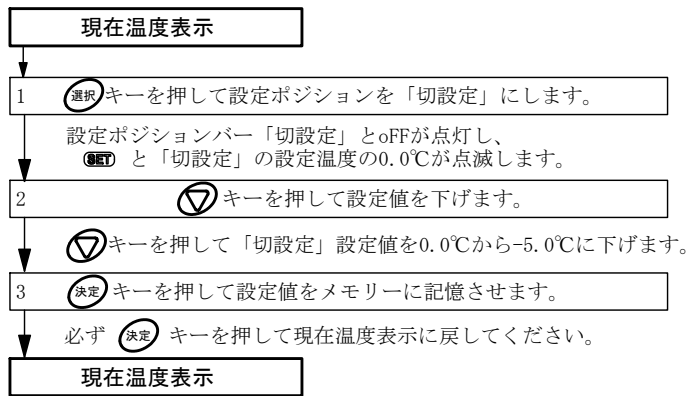 現在温度表示
1 選択キーを押して設定ポジションを「切設定」にします。
設定ポジションバー「切設定」とoFFが点灯し、
SET と「切設定」の設定温度の0.0℃が点滅します。
2 ▽キーを押して設定値を下げます。
▽キーを押して「切設定」設定値を0.0℃から-5.0℃に下げます。
3 決定キーを押して設定値をメモリーに記憶させます。
必ず 決定 キーを押して現在温度表示に戻してください。
現在温度表示